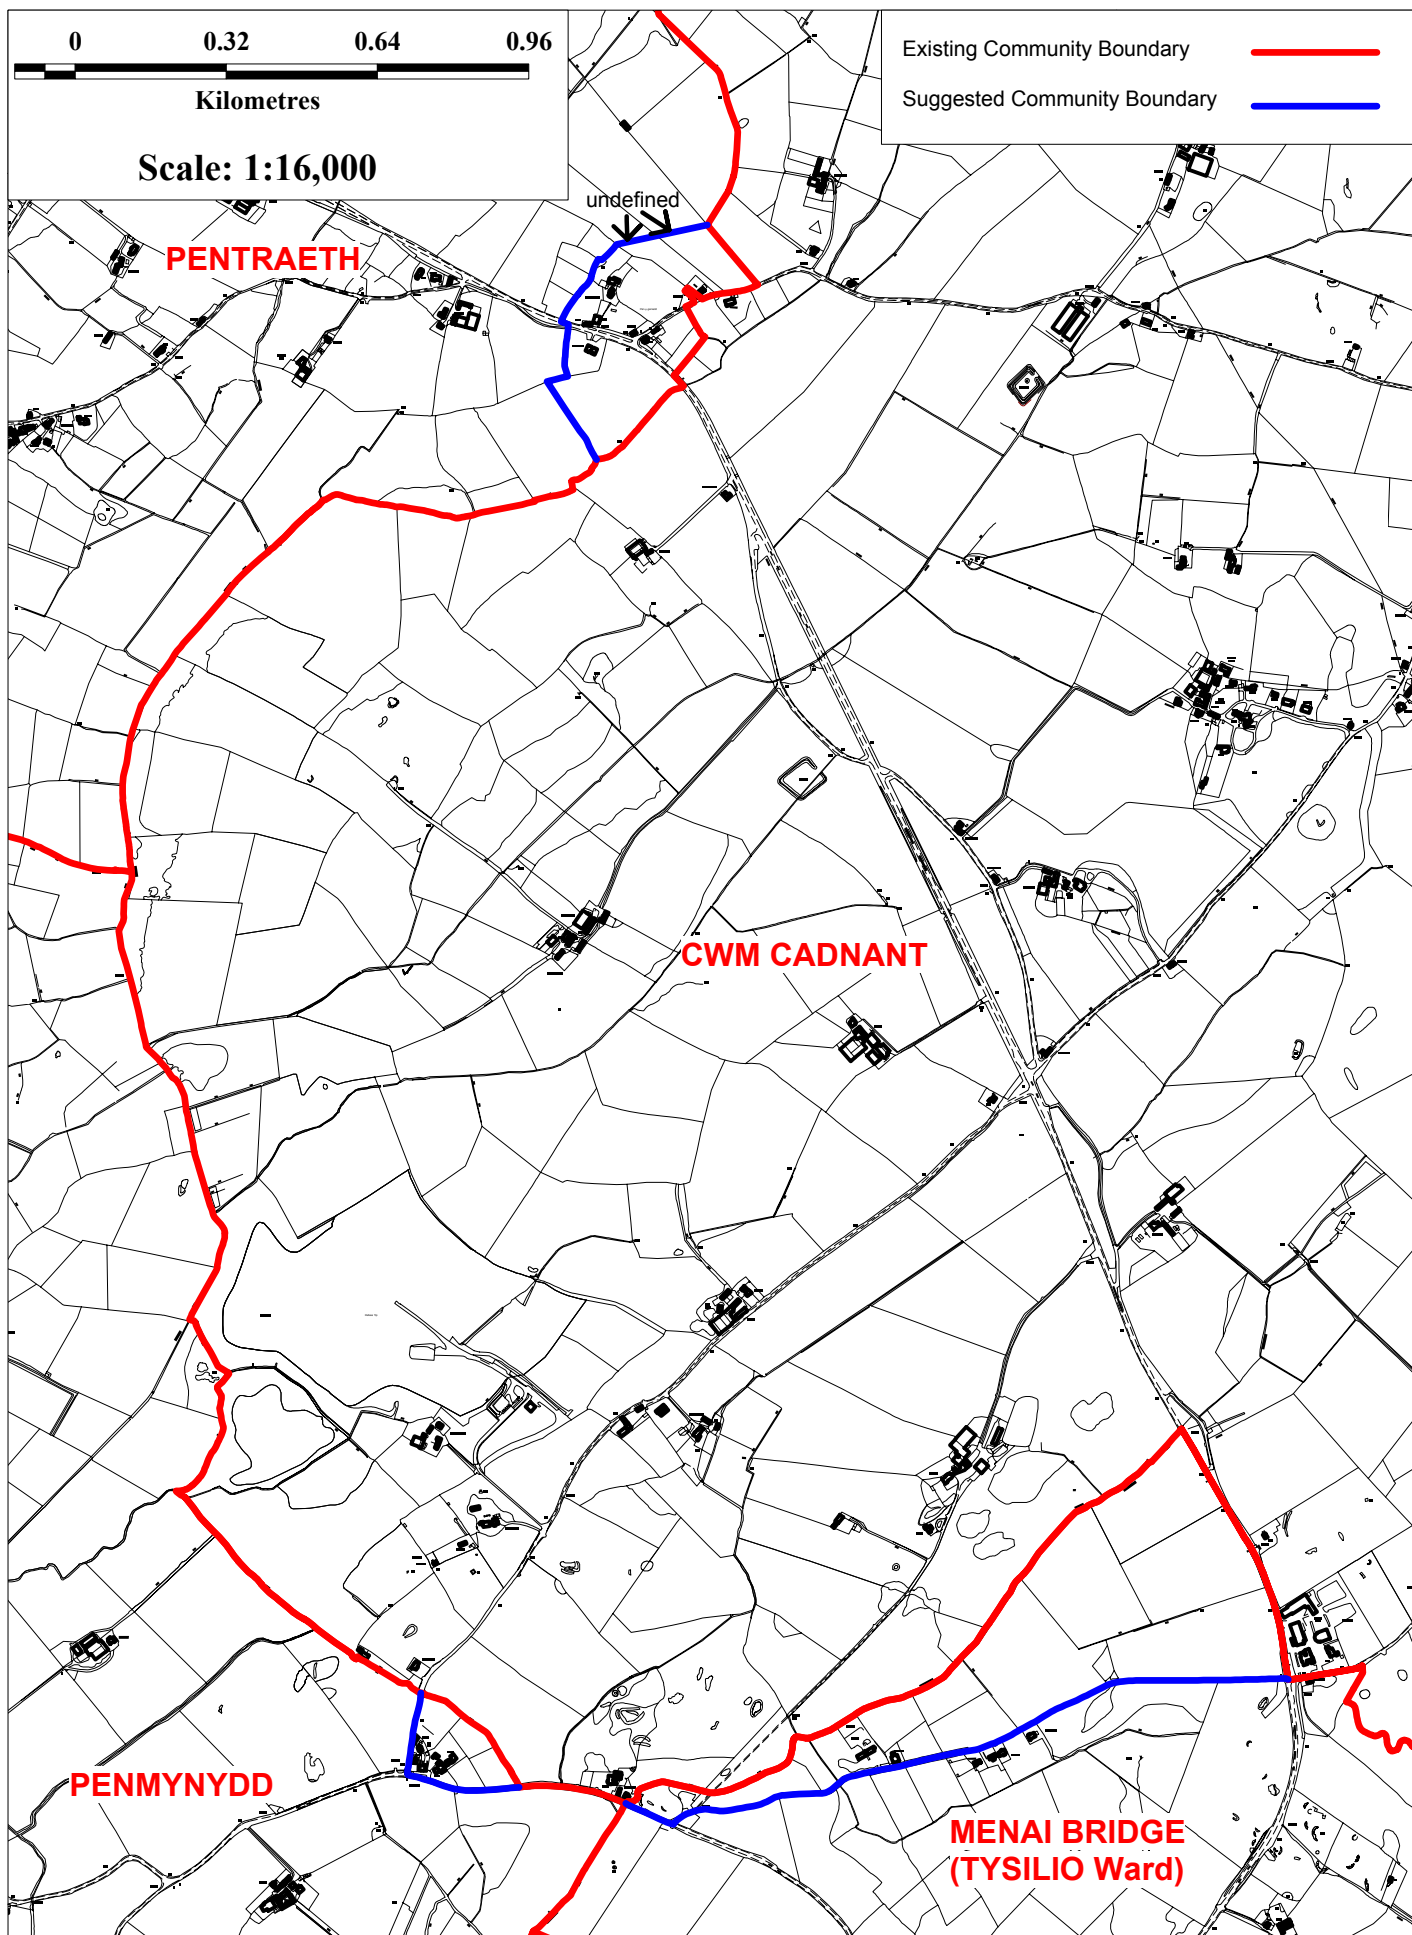 0 0.32 0.64 0.96
Kilometres
Scale: 1:16,000
Existing Community Boundary
Suggested Community Boundary
undefined
PENTRAETH
CWM CADNANT
PENMYNYDD
MENAI BRIDGE
(TYSILIO Ward)